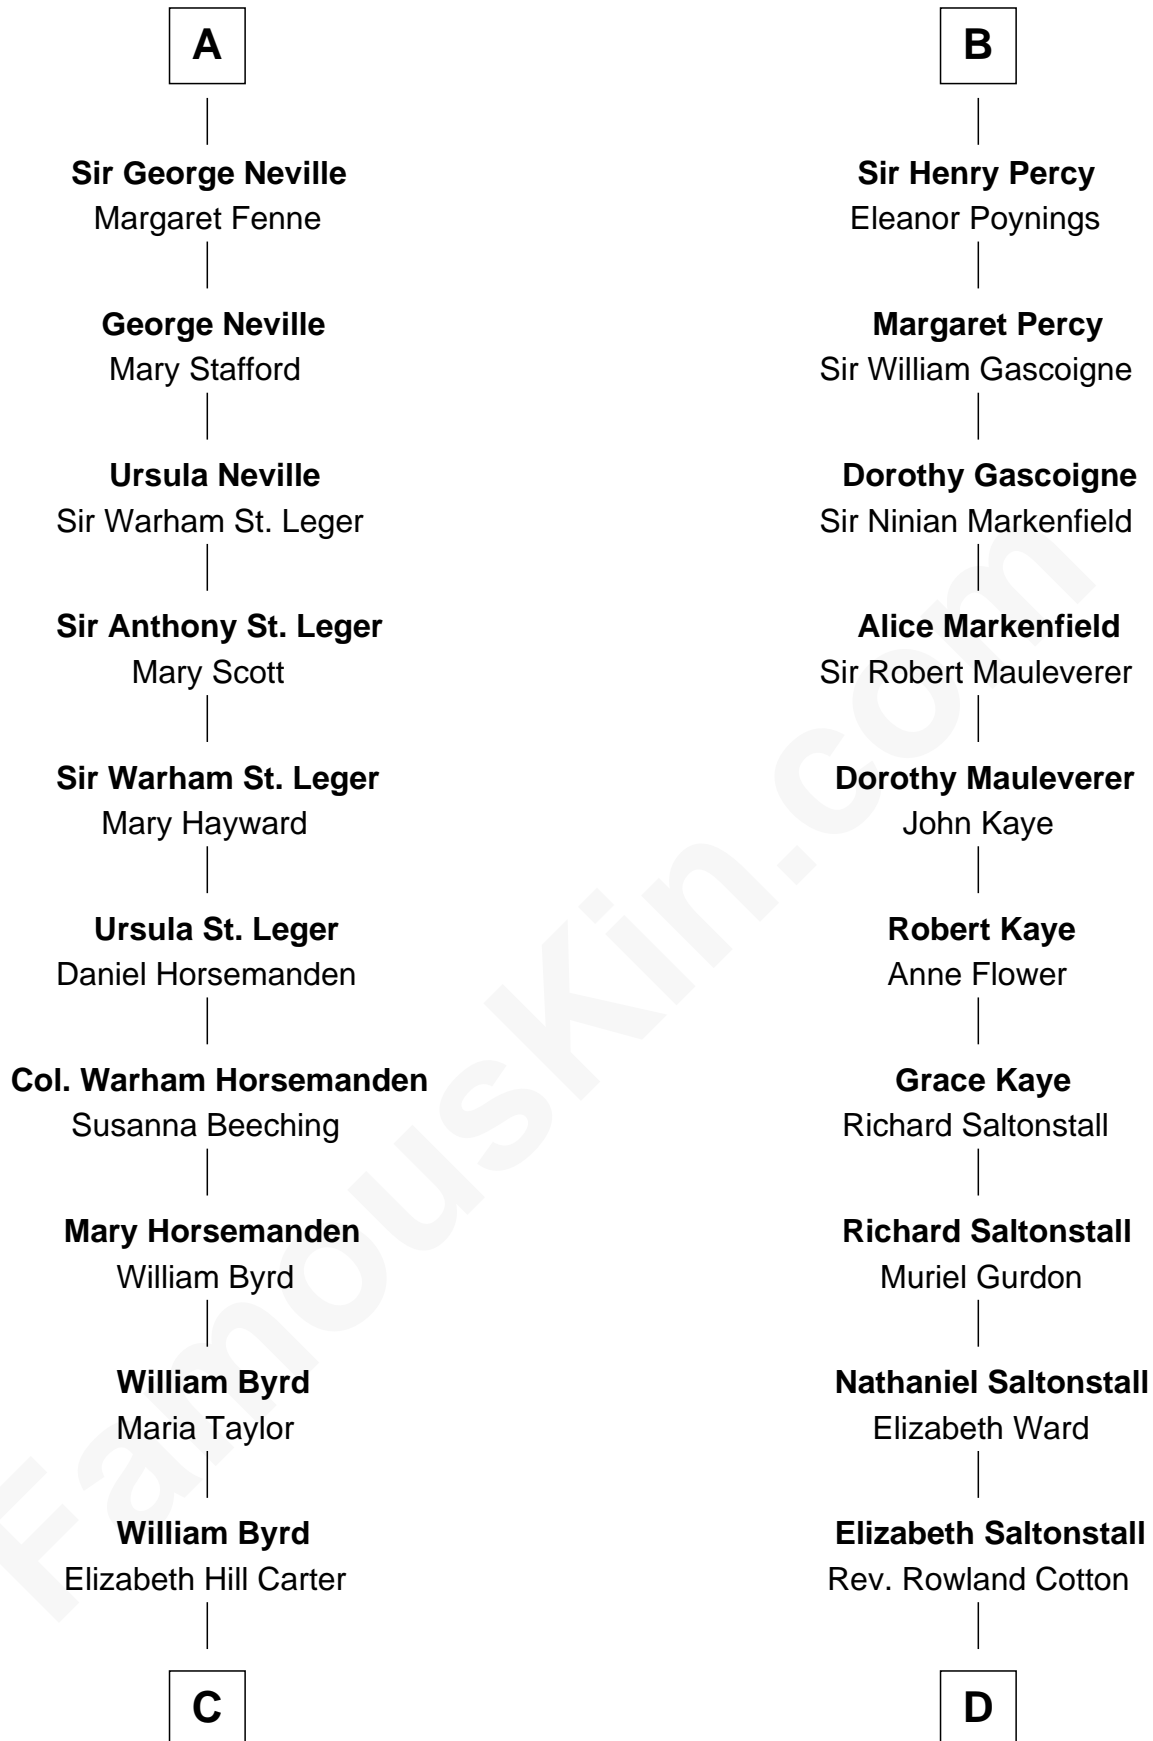 A
Sir George Neville
Margaret Fenne
George Neville
Mary Stafford
Ursula Neville
Sir Warham St. Leger
Sir Anthony St. Leger
Mary Scott
Sir Warham St. Leger
Mary Hayward
Ursula St. Leger
Daniel Horsemanden
Col. Warham Horsemanden
Susanna Beeching
Mary Horsemanden
William Byrd
William Byrd
Maria Taylor
William Byrd
Elizabeth Hill Carter
C
B
Sir Henry Percy
Eleanor Poynings
Margaret Percy
Sir William Gascoigne
Dorothy Gascoigne
Sir Ninian Markenfield
Alice Markenfield
Sir Robert Mauleverer
Dorothy Mauleverer
John Kaye
Robert Kaye
Anne Flower
Grace Kaye
Richard Saltonstall
Richard Saltonstall
Muriel Gurdon
Nathaniel Saltonstall
Elizabeth Ward
Elizabeth Saltonstall
Rev. Rowland Cotton
D
FamousKin.com